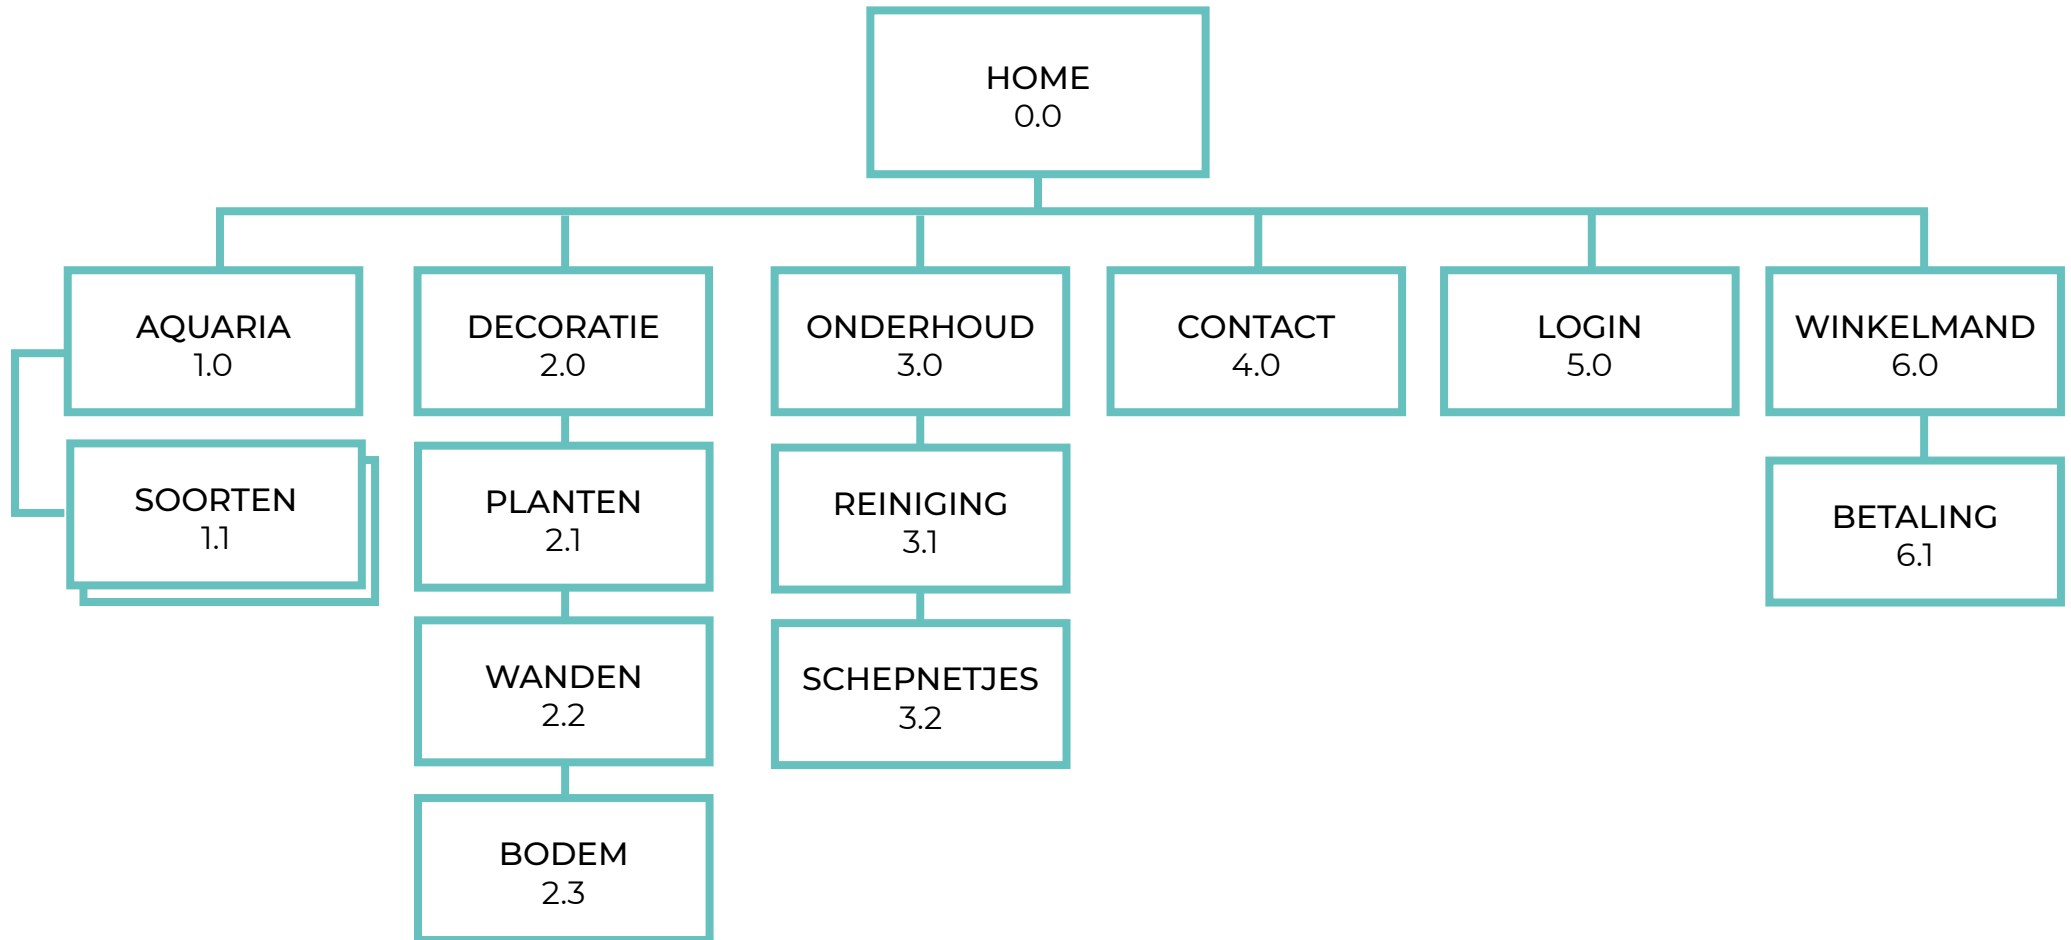 HOME
0.0
AQUARIA
1.0
DECORATIE
2.0
ONDERHOUD
3.0
CONTACT
4.0
LOGIN
5.0
WINKELMAND
6.0
SOORTEN
1.1
PLANTEN
2.1
REINIGING
3.1
BETALING
6.1
WANDEN
2.2
SCHEPNETJES
3.2
BODEM
2.3